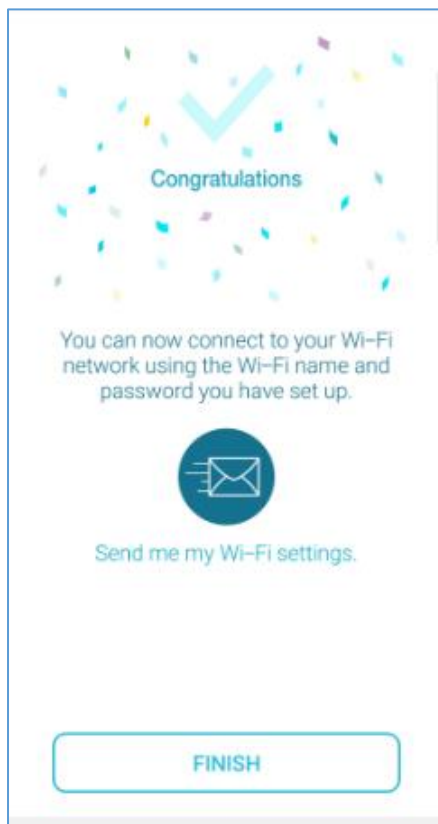 Congratulations
You can now connect to your Wi-Fi
network using the Wi-Fi name and
password you have set up.
Send me my Wi-Fi settings.
FINISH